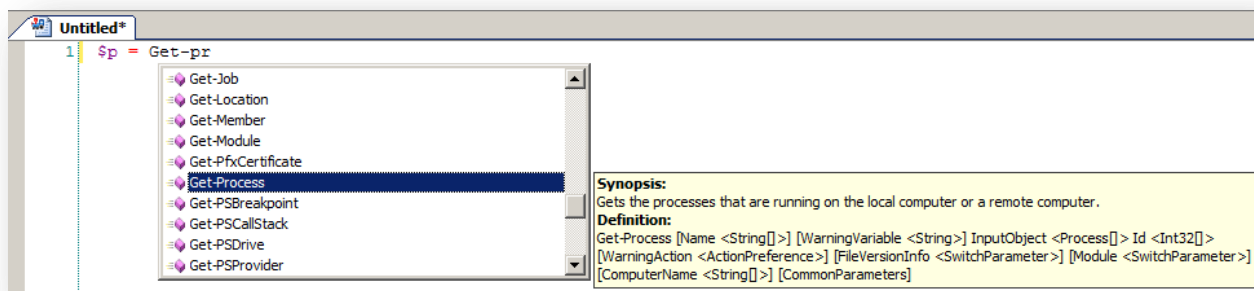 Untitled*
1 $p = Get-pr
Get-Job
Get-Location
Get-Member
Get-Module
Get-PfxCertificate
Get-Process
Get-PSBreakpoint
Get-PSCallStack
Get-PSDrive
Get-PSProvider
Synopsis:
Gets the processes that are running on the local computer or a remote computer.
Definition:
Get-Process [Name <String[]>] [WarningVariable <String>] InputObject <Process[]> Id <Int32[]>
[WarningAction <ActionPreference>] [FileVersionInfo <SwitchParameter>] [Module <SwitchParameter>]
[ComputerName <String[]>] [CommonParameters]